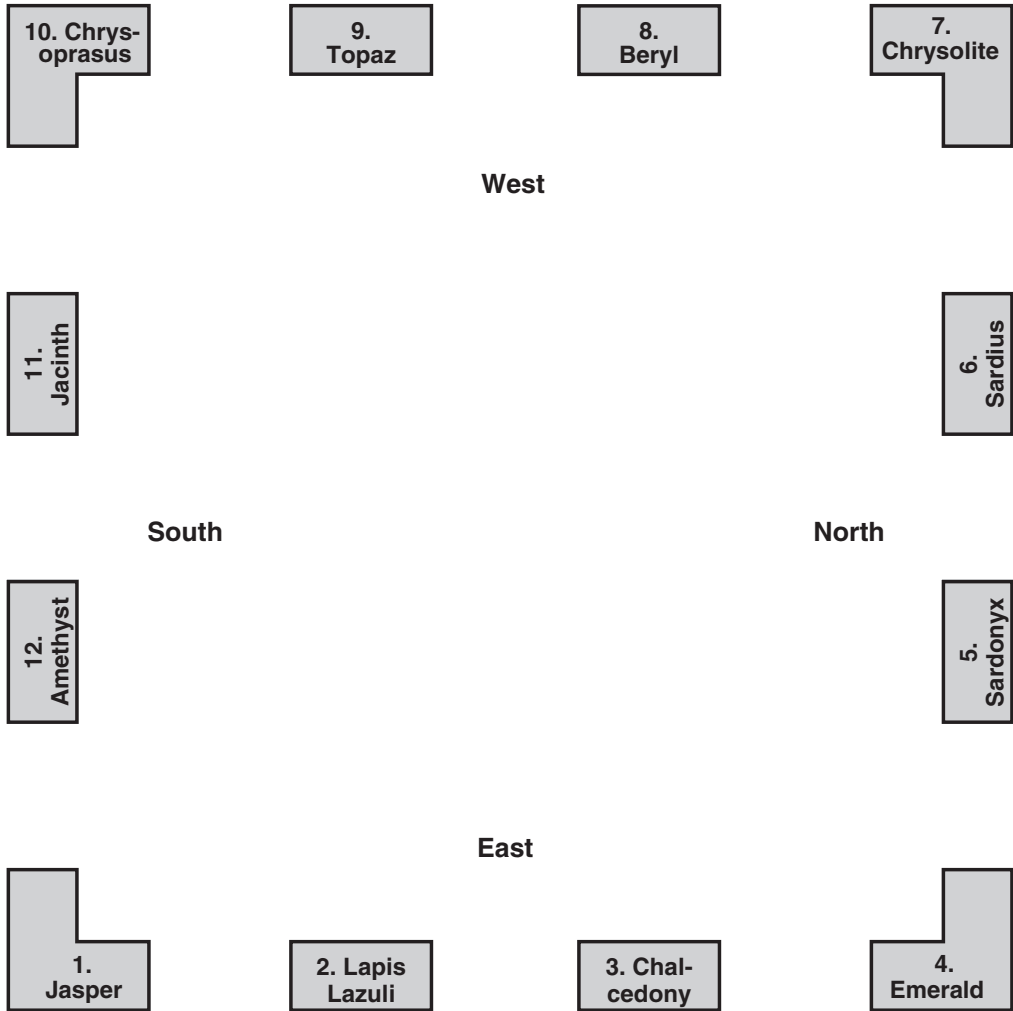 10. Chrys-
oprasus
9.
Topaz
8.
Beryl
7.
Chrysolite
West
11.
Jacinth
6.
Sardius
South
North
12.
Amethyst
5.
Sardonyx
East
1.
Jasper
2. Lapis
Lazuli
3. Chal-
cedony
4.
Emerald